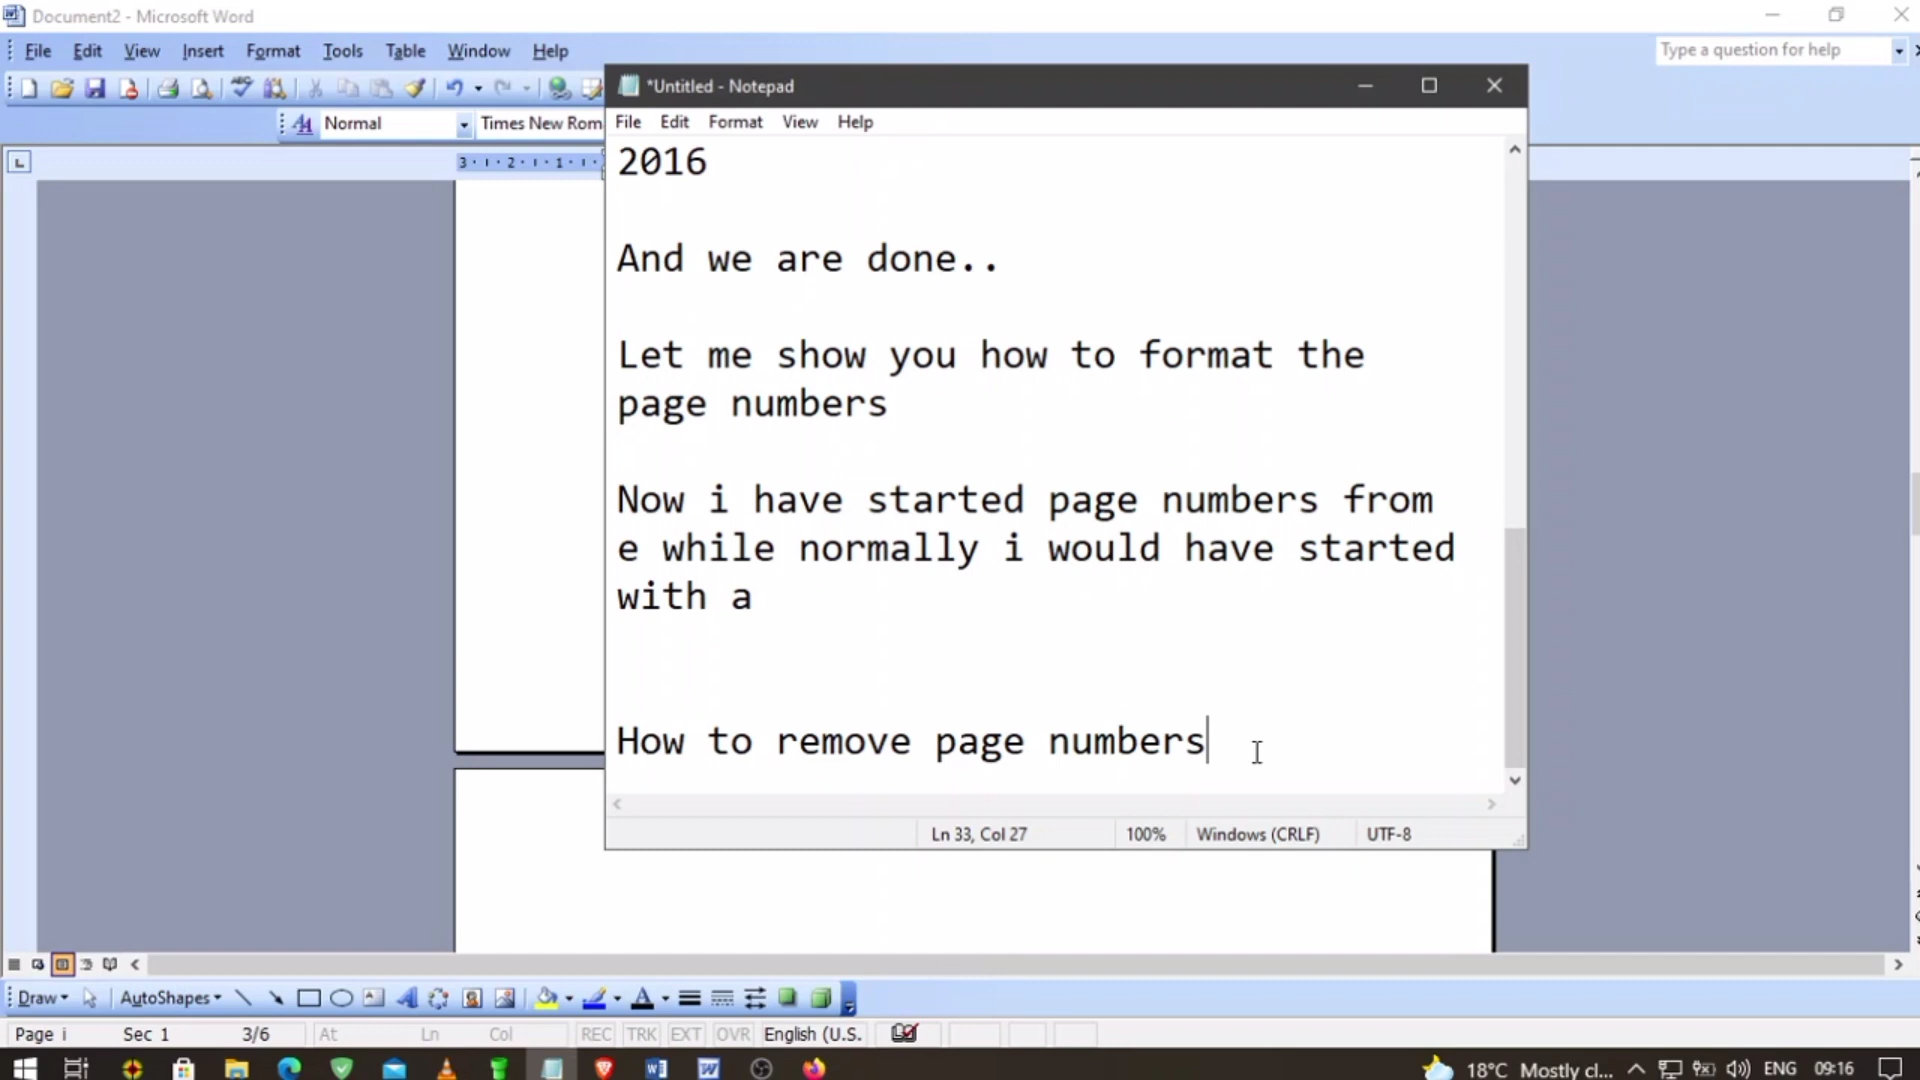 Document2 - Microsoft Word
File Edit View Insert Format Tools Table Window Help
Type a question for help
*Untitled - Notepad
Normal
Times New Rom
File Edit Format View Help
3 2 1
2016
And we are done..
Let me show you how to format the
page numbers
Now i have started page numbers from
e while normally i would have started
with a
How to remove page numbers
Ln 33, Col 27
100%
Windows (CRLF)
UTF-8
Draw
AutoShapes
Page i
Sec 1
3/6
At
Ln
Col
REC
TRK
EXT
OVR
English (U.S.
18°C Mostly cl...
ENG
09:16